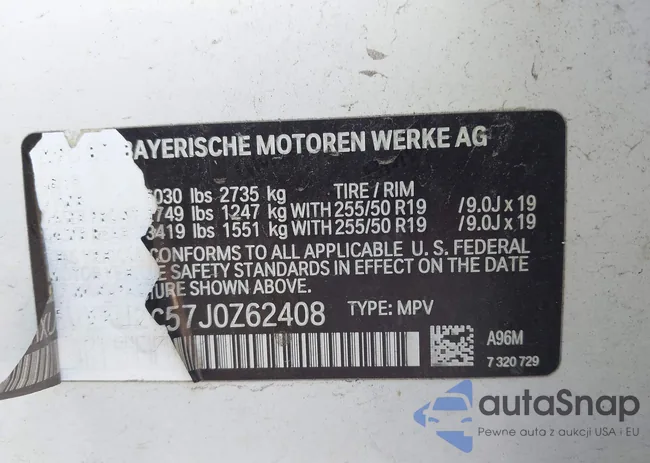 BAYERISCHE MOTOREN WERKE AG
6030 lbs 2735 kg TIRE / RIM
2749 lbs 1247 kg WITH 255/50 R19 /9.0J x 19
3419 lbs 1551 kg WITH 255/50 R19 /9.0J x 19
CONFORMS TO ALL APPLICABLE U. S. FEDERAL
SAFETY STANDARDS IN EFFECT ON THE DATE
SHOWN ABOVE.
C57J0Z62408 TYPE: MPV
A96M
7 320 729
autaSnap
Pewne auta z aukcji USA i EU